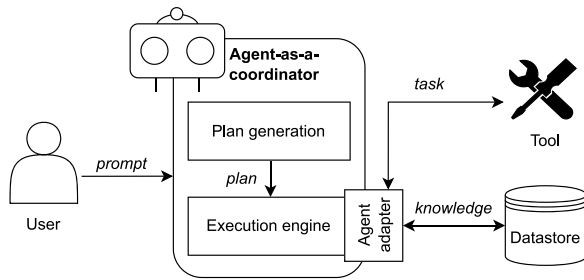 Agent-as-a-
coordinator
Plan generation
plan
Execution engine
Agent
adapter
prompt
User
task
Tool
knowledge
Datastore